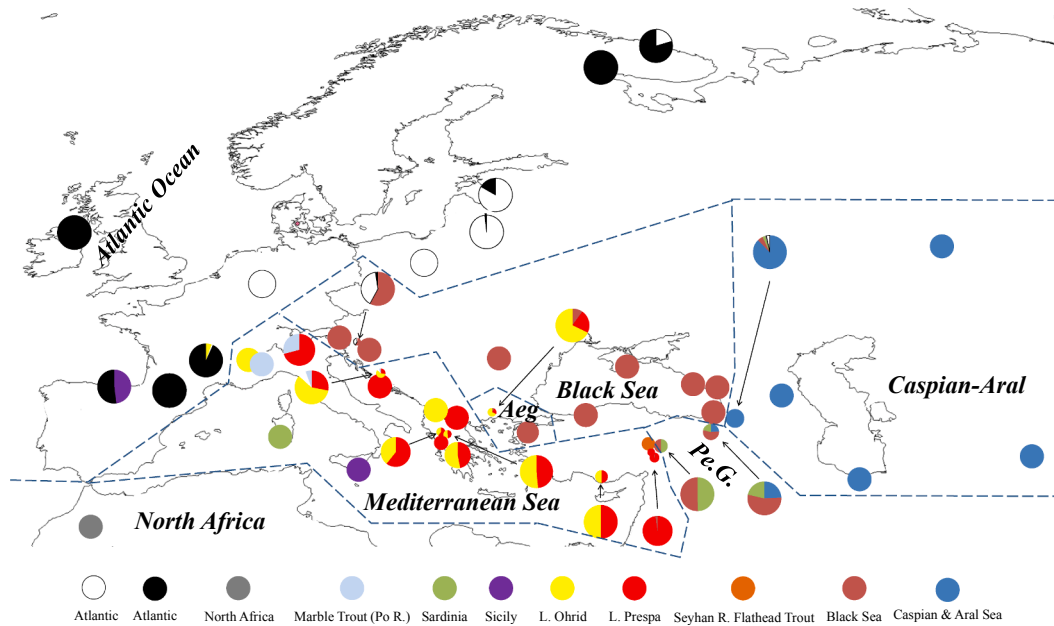 Atlantic Ocean
Aeg
Black Sea
Caspian-Aral
Pe.G.
Mediterranean Sea
North Africa
Atlantic Atlantic North Africa Marble Trout (Po R.) Sardinia Sicily L. Ohrid L. Prespa Seyhan R. Flathead Trout Black Sea Caspian & Aral Sea